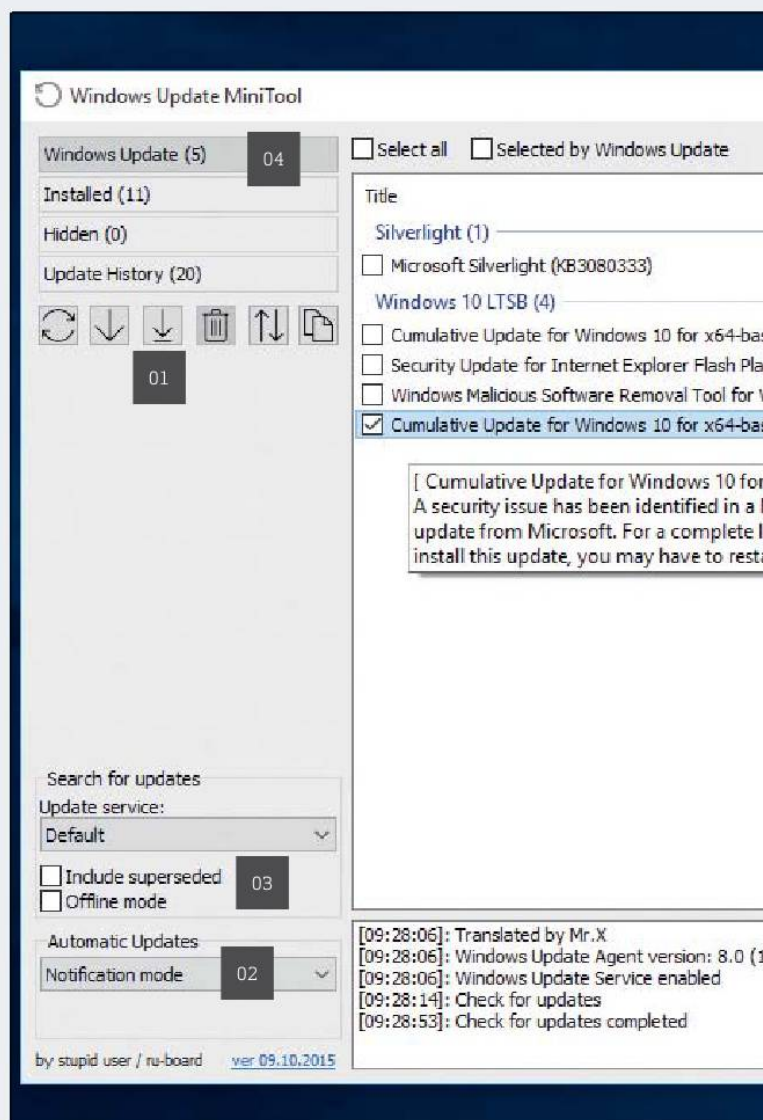 Windows Update MiniTool
Windows Update (5)
04
Installed (11)
Hidden (0)
Update History (20)
01
Select all
Selected by Windows Update
Title
Silverlight (1)
Microsoft Silverlight (KB3080333)
Windows 10 LTSB (4)
Cumulative Update for Windows 10 for x64-bas
Security Update for Internet Explorer Flash Pla
Windows Malicious Software Removal Tool for
Cumulative Update for Windows 10 for x64-bas
[ Cumulative Update for Windows 10 for
A security issue has been identified in a
update from Microsoft. For a complete
install this update, you may have to resta
Search for updates
Update service:
Default
Include superseded
03
Offline mode
Automatic Updates
Notification mode
02
by stupid user / ru-board
ver 09.10.2015
[09:28:06]: Translated by Mr.X
[09:28:06]: Windows Update Agent version: 8.0 (1
[09:28:06]: Windows Update Service enabled
[09:28:14]: Check for updates
[09:28:53]: Check for updates completed